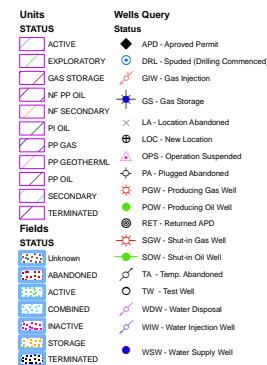 Units
STATUS
ACTIVE
EXPLORATORY
GAS STORAGE
NF PP OIL
NF SECONDARY
PI OIL
PP GAS
PP GEOTHERML
PP OIL
SECONDARY
TERMINATED
Fields
STATUS
Unknown
ABANDONED
ACTIVE
COMBINED
INACTIVE
STORAGE
TERMINATED
Wells Query
Status
APD - Aproved Permit
DRL - Spuded (Drilling Commenced)
GIW - Gas Injection
GS - Gas Storage
LA - Location Abandoned
LOC - New Location
OPS - Operation Suspended
PA - Plugged Abandoned
PGW - Producing Gas Well
POW - Producing Oil Well
RET - Returned APD
SGW - Shut-in Gas Well
SOW - Shut-in Oil Well
TA - Temp. Abandoned
TW - Test Well
WDW - Water Disposal
WIW - Water Injection Well
WSW - Water Supply Well